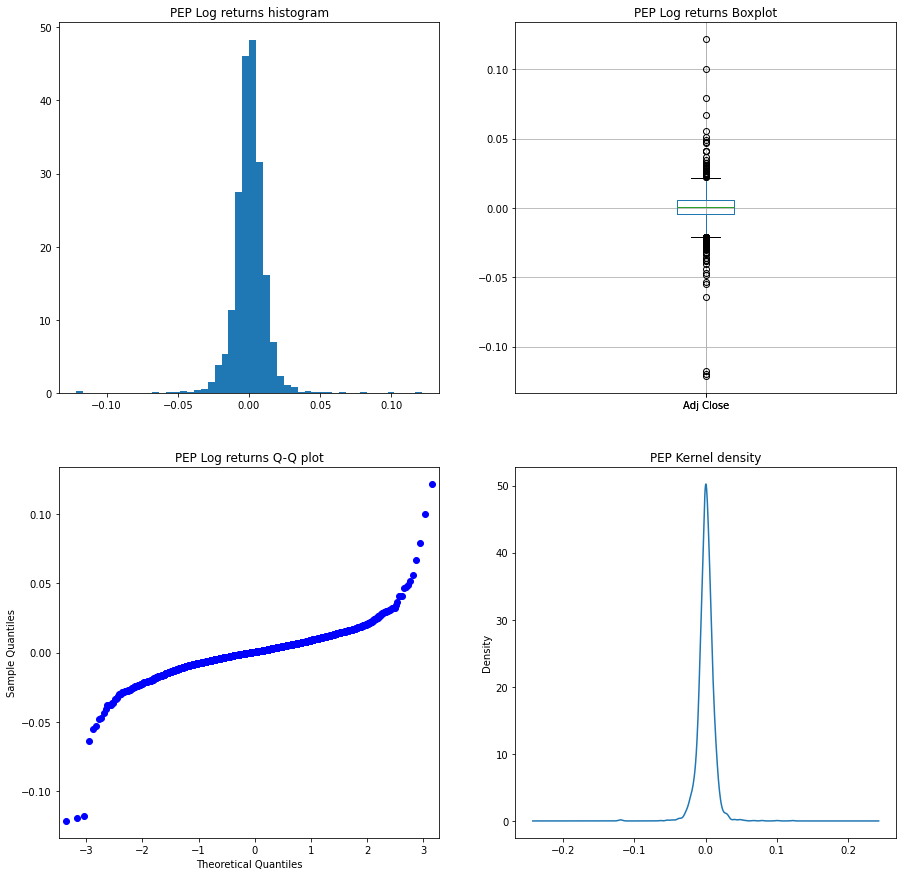 PEP Log returns histogram
50
40
30
20
10
0
−0.10 −0.05 0.00 0.05 0.10
PEP Log returns Boxplot
0.10
0.05
0.00
−0.05
−0.10
Adj Close
PEP Log returns Q-Q plot
Sample Quantiles
0.10
0.05
0.00
−0.05
−0.10
−3 −2 −1 0 1 2 3
Theoretical Quantiles
PEP Kernel density
Density
50
40
30
20
10
0
−0.2 −0.1 0.0 0.1 0.2